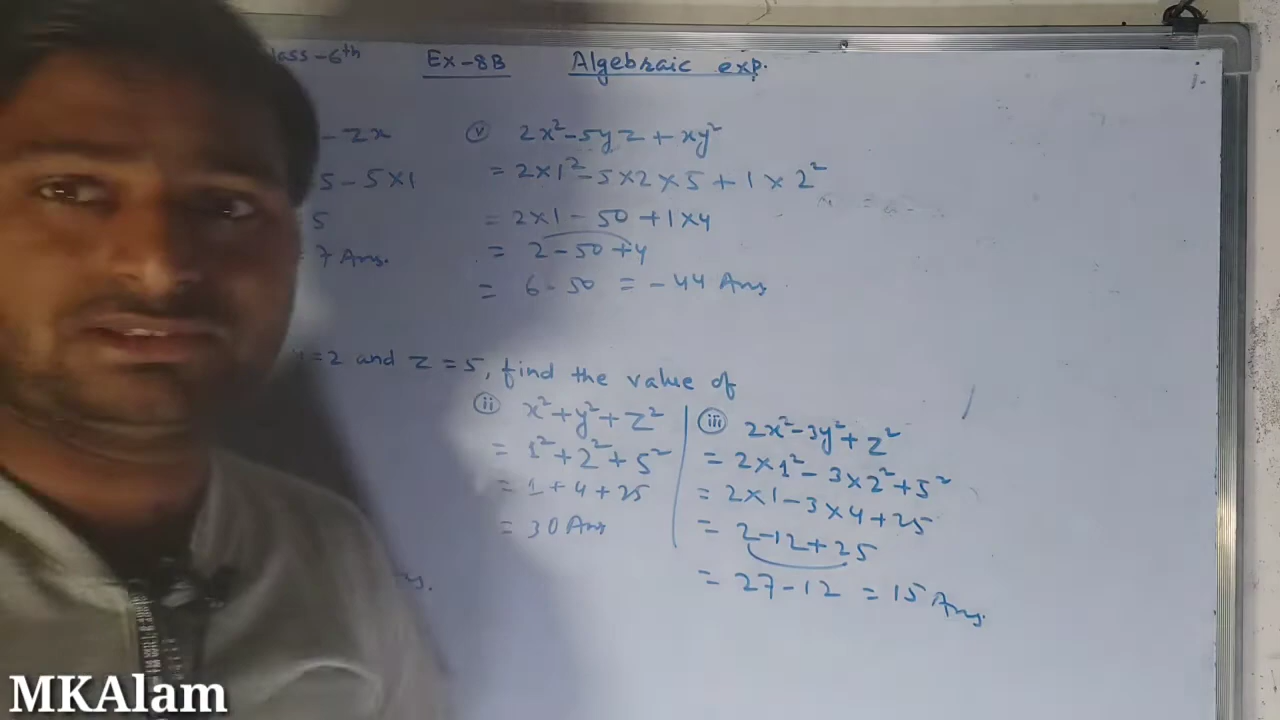 lass-6th Ex-8B Algebraic exp.
- zx
5 - 5×1
5
7 Ans.
(v) 2x²-5yz+xy²
= 2×1²-5×2×5+1×2²
= 2×1-50+1×4
= 2-50+4
= 6-50 = -44 Ans
=2 and z=5, find the value of
(ii) x²+y²+z²
= 1²+2²+5²
= 1+4+25
= 30 Ans
(iii) 2x²-3y²+z²
= 2×1²-3×2²+5²
= 2×1-3×4+25
= 2-12+25
= 27-12 = 15 Ans.
MKAlam